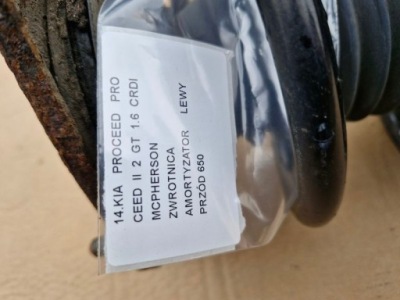 14.KIA PROCEED PRO
CEED II 2 GT 1.6 CRDI
MCPHERSON
ZWROTNICA
AMORTYZATOR LEWY
PRZÓD 650